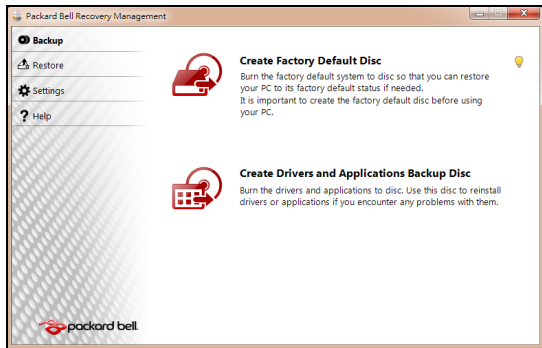 Packard Bell Recovery Management
Backup
Restore
Settings
Help
Create Factory Default Disc
Burn the factory default system to disc so that you can restore
your PC to its factory default status if needed.
It is important to create the factory default disc before using
your PC.
Create Drivers and Applications Backup Disc
Burn the drivers and applications to disc. Use this disc to reinstall
drivers or applications if you encounter any problems with them.
packard bell